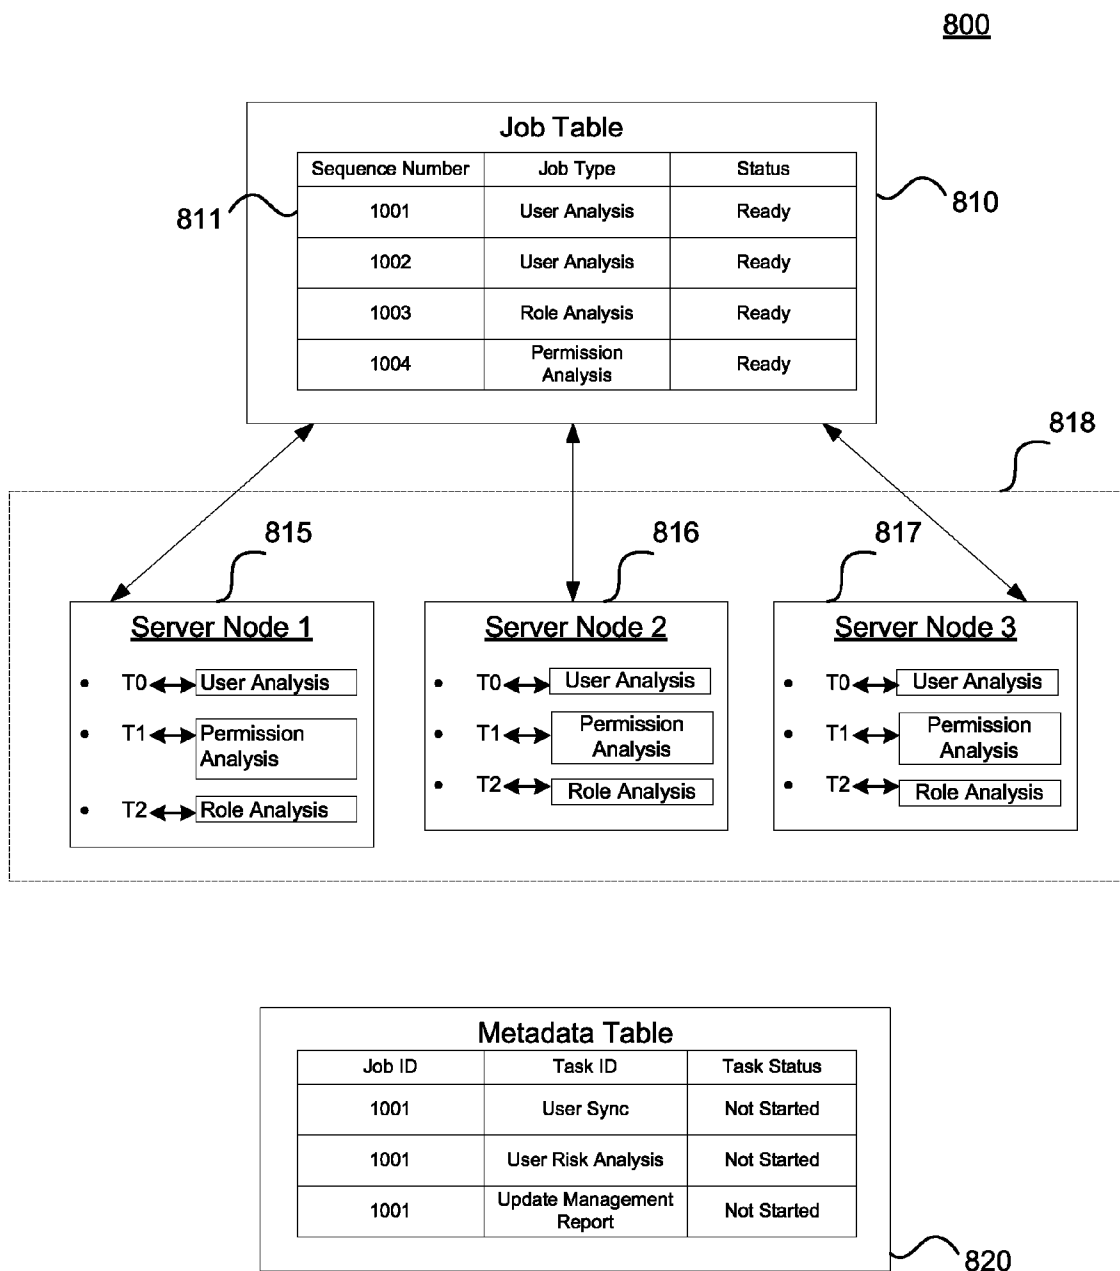 800
Job Table
Sequence Number Job Type Status
811
810
1001 User Analysis Ready
1002 User Analysis Ready
1003 Role Analysis Ready
1004 Permission Analysis Ready
818
815
816
817
Server Node 1
• T0 User Analysis
• T1 Permission
Analysis
• T2 Role Analysis
Server Node 2
• T0 User Analysis
• T1 Permission
Analysis
• T2 Role Analysis
Server Node 3
• T0 User Analysis
• T1 Permission
Analysis
• T2 Role Analysis
Metadata Table
Job ID Task ID Task Status
1001 User Sync Not Started
1001 User Risk Analysis Not Started
1001 Update Management Report Not Started
820